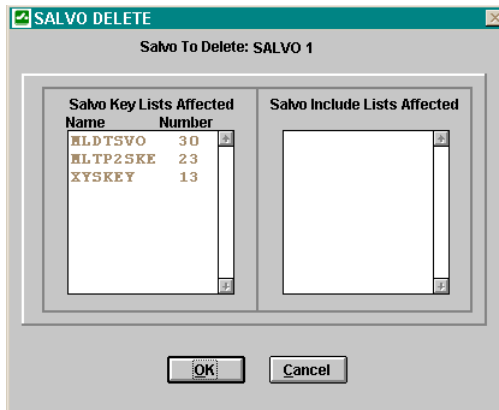 SALVO DELETE
Salvo To Delete: SALVO 1
Salvo Key Lists Affected
Name Number
MLDTSVO 30
MLTP2SKE 23
XYSKEY 13
Salvo Include Lists Affected
OK
Cancel